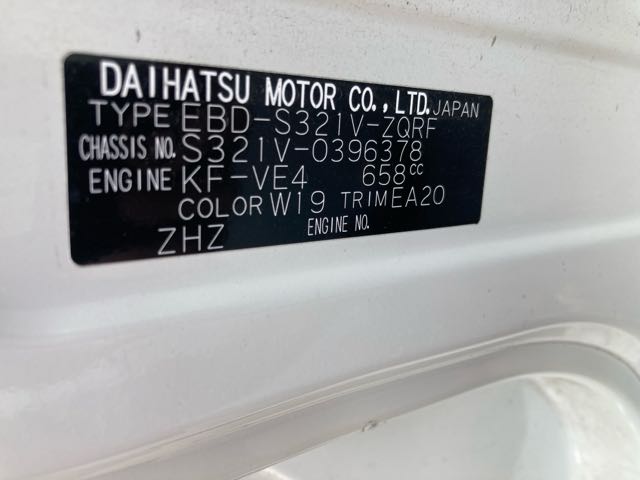 DAIHATSU MOTOR CO., LTD. JAPAN
TYPE EBD-S321V-ZQRF
CHASSIS NO. S321V-0396378
ENGINE KF-VE4 658CC
COLOR W19 TRIM EA20
ZHZ ENGINE NO.